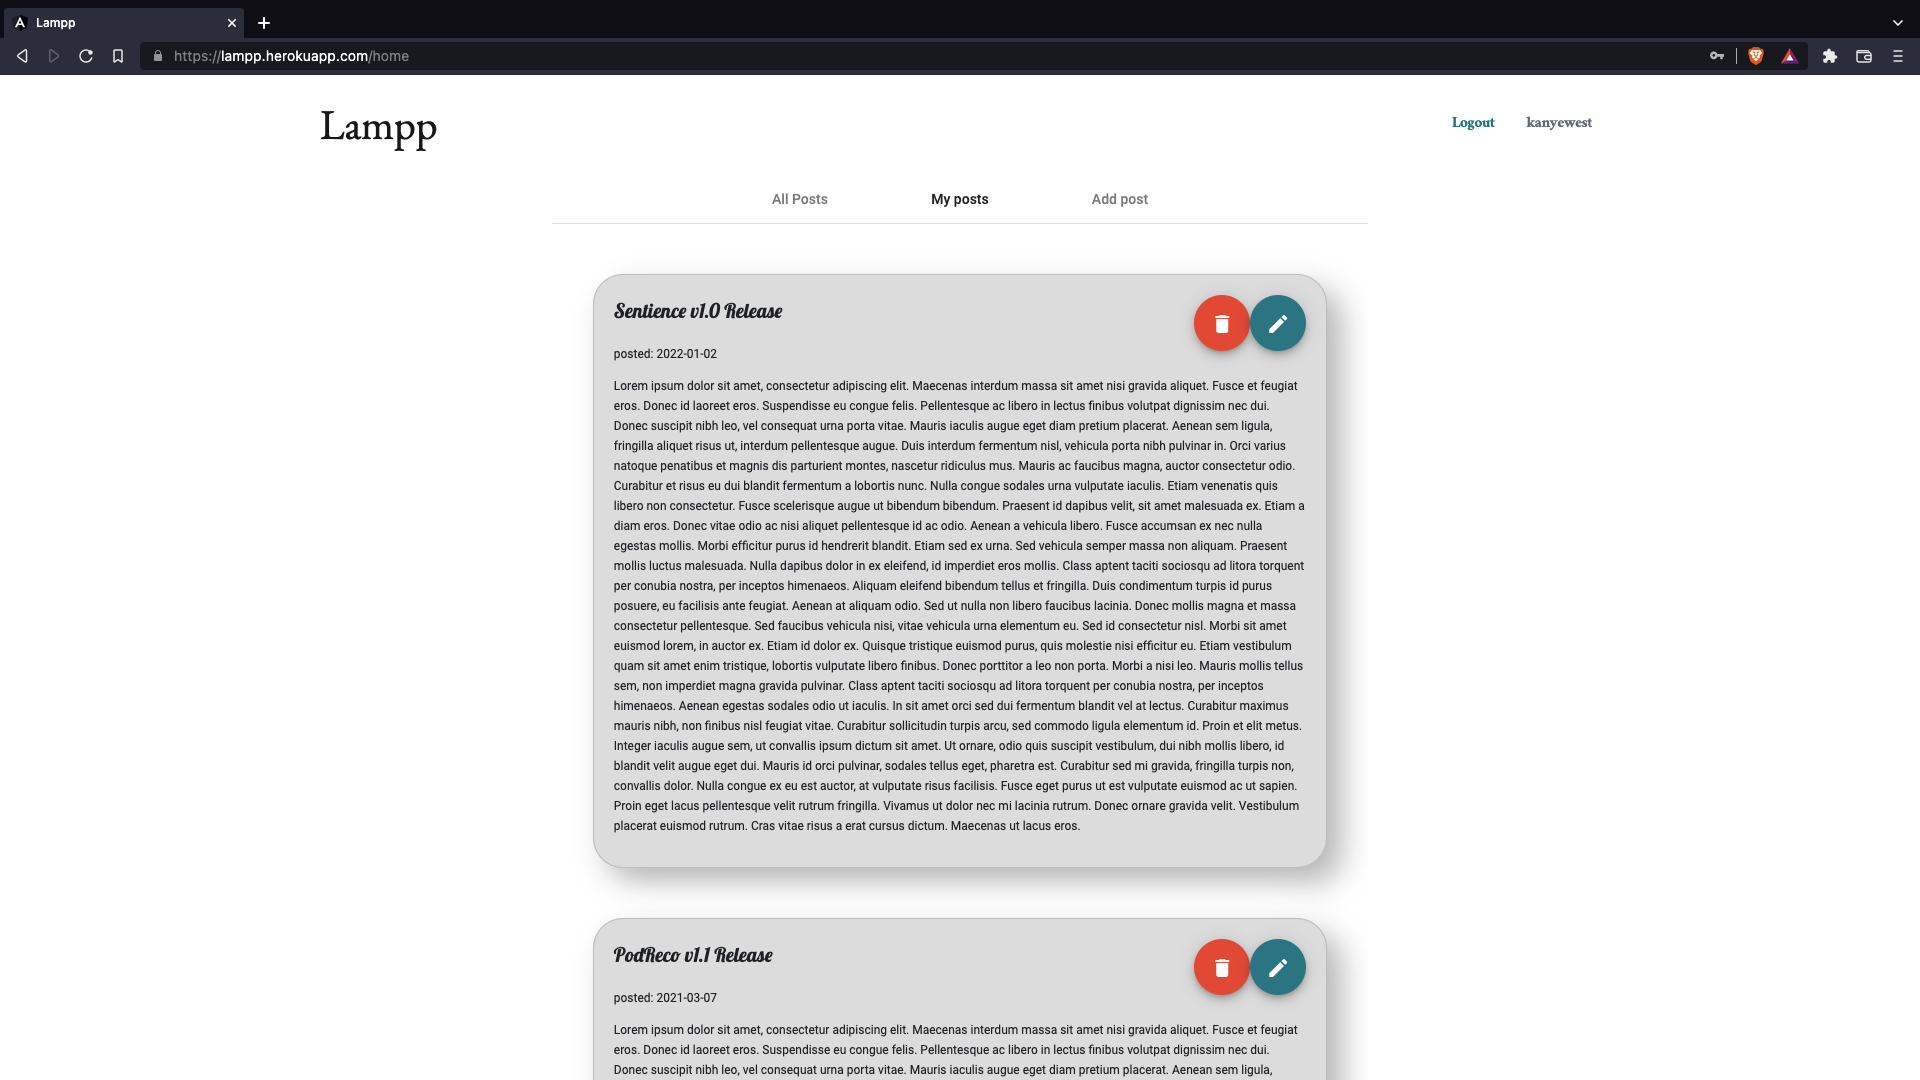 Lampp
https://lampp.herokuapp.com/home
Lampp
Logout kanyewest
All Posts My posts Add post
Sentience v1.0 Release
posted: 2022-01-02
Lorem ipsum dolor sit amet, consectetur adipiscing elit. Maecenas interdum massa sit amet nisi gravida aliquet. Fusce et feugiat
eros. Donec id laoreet eros. Suspendisse eu congue felis. Pellentesque ac libero in lectus finibus volutpat dignissim nec dui.
Donec suscipit nibh leo, vel consequat urna porta vitae. Mauris iaculis augue eget diam pretium placerat. Aenean sem ligula,
fringilla aliquet risus ut, interdum pellentesque augue. Duis interdum fermentum nisl, vehicula porta nibh pulvinar in. Orci varius
natoque penatibus et magnis dis parturient montes, nascetur ridiculus mus. Mauris ac faucibus magna, auctor consectetur odio.
Curabitur et risus eu dui blandit fermentum a lobortis nunc. Nulla congue sodales urna vulputate iaculis. Etiam venenatis quis
libero non consectetur. Fusce scelerisque augue ut bibendum bibendum. Praesent id dapibus velit, sit amet malesuada ex. Etiam a
diam eros. Donec vitae odio ac nisi aliquet pellentesque id ac odio. Aenean a vehicula libero. Fusce accumsan ex nec nulla
egestas mollis. Morbi efficitur purus id hendrerit blandit. Etiam sed ex urna. Sed vehicula semper massa non aliquam. Praesent
mollis luctus malesuada. Nulla dapibus dolor in ex eleifend, id imperdiet eros mollis. Class aptent taciti sociosqu ad litora torquent
per conubia nostra, per inceptos himenaeos. Aliquam eleifend bibendum tellus et fringilla. Duis condimentum turpis id purus
posuere, eu facilisis ante feugiat. Aenean at aliquam odio. Sed ut nulla non libero faucibus lacinia. Donec mollis magna et massa
consectetur pellentesque. Sed faucibus vehicula nisi, vitae vehicula urna elementum eu. Sed id consectetur nisl. Morbi sit amet
euismod lorem, in auctor ex. Etiam id dolor ex. Quisque tristique euismod purus, quis molestie nisi efficitur eu. Etiam vestibulum
quam sit amet enim tristique, lobortis vulputate libero finibus. Donec porttitor a leo non porta. Morbi a nisi leo. Mauris mollis tellus
sem, non imperdiet magna gravida pulvinar. Class aptent taciti sociosqu ad litora torquent per conubia nostra, per inceptos
himenaeos. Aenean egestas sodales odio ut iaculis. In sit amet orci sed dui fermentum blandit vel at lectus. Curabitur maximus
mauris nibh, non finibus nisl feugiat vitae. Curabitur sollicitudin turpis arcu, sed commodo ligula elementum id. Proin et elit metus.
Integer iaculis augue sem, ut convallis ipsum dictum sit amet. Ut ornare, odio quis suscipit vestibulum, dui nibh mollis libero, id
blandit velit augue eget dui. Mauris id orci pulvinar, sodales tellus eget, pharetra est. Curabitur sed mi gravida, fringilla turpis non,
convallis dolor. Nulla congue ex eu est auctor, at vulputate risus facilisis. Fusce eget purus ut est vulputate euismod ac ut sapien.
Proin eget lacus pellentesque velit rutrum fringilla. Vivamus ut dolor nec mi lacinia rutrum. Donec ornare gravida velit. Vestibulum
placerat euismod rutrum. Cras vitae risus a erat cursus dictum. Maecenas ut lacus eros.
PodReco v1.1 Release
posted: 2021-03-07
Lorem ipsum dolor sit amet, consectetur adipiscing elit. Maecenas interdum massa sit amet nisi gravida aliquet. Fusce et feugiat
eros. Donec id laoreet eros. Suspendisse eu congue felis. Pellentesque ac libero in lectus finibus volutpat dignissim nec dui.
Donec suscipit nibh leo, vel consequat urna porta vitae. Mauris iaculis augue eget diam pretium placerat. Aenean sem ligula,